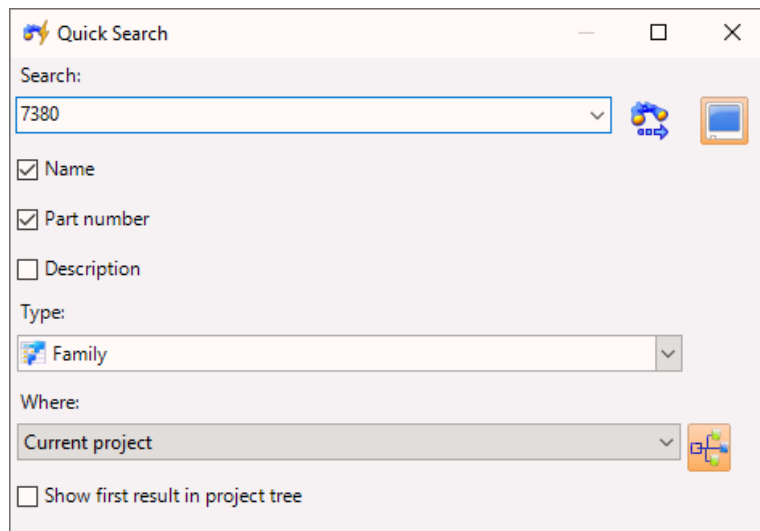 Quick Search
Search:
7380
Name
Part number
Description
Type:
Family
Where:
Current project
Show first result in project tree